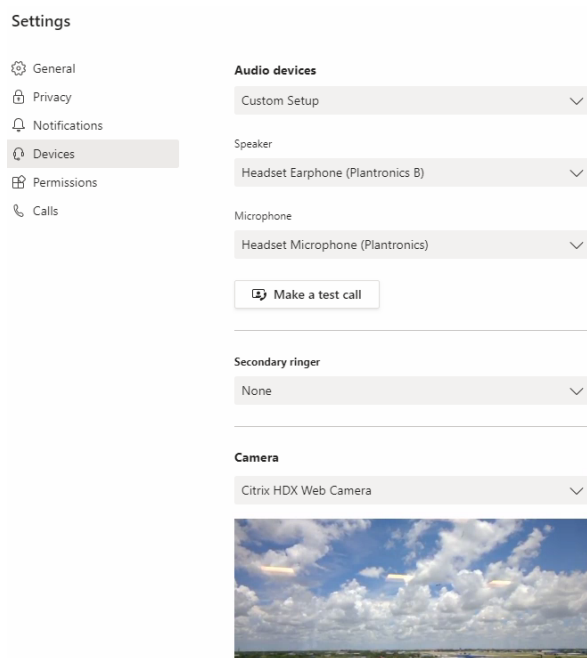 Settings
General
Privacy
Notifications
Devices
Permissions
Calls
Audio devices
Custom Setup
Speaker
Headset Earphone (Plantronics B)
Microphone
Headset Microphone (Plantronics)
Make a test call
Secondary ringer
None
Camera
Citrix HDX Web Camera